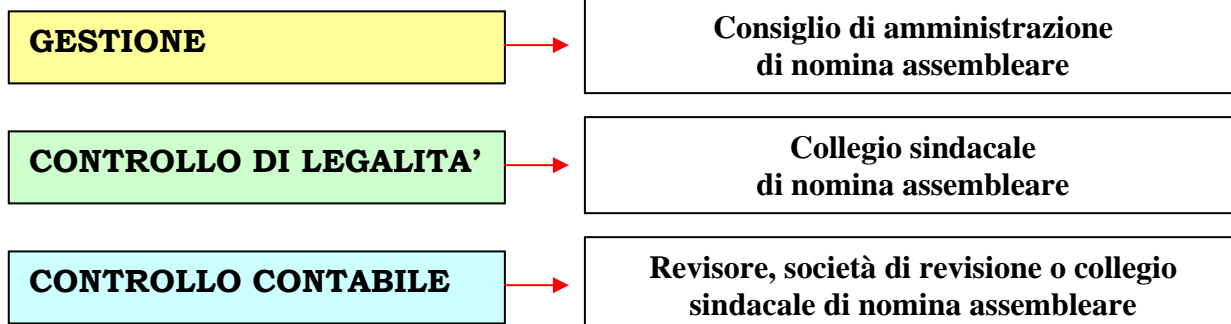 GESTIONE
Consiglio di amministrazione
di nomina assembleare
CONTROLLO DI LEGALITA’
Collegio sindacale
di nomina assembleare
CONTROLLO CONTABILE
Revisore, società di revisione o collegio
sindacale di nomina assembleare